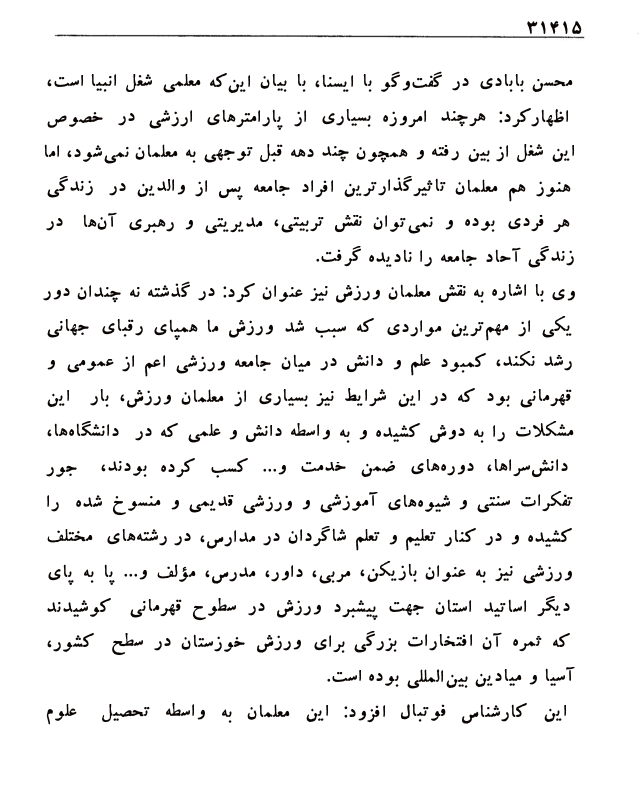 ۳۱۴۱۵
محسن بابادی در گفت‌وگو با ایسنا، با بیان این‌که معلمی شغل انبیا است،
اظهارکرد: هرچند امروزه بسیاری از پارامترهای ارزشی در خصوص
این شغل از بین رفته و همچون چند دهه قبل توجهی به معلمان نمی‌شود، اما
هنوز هم معلمان تاثیرگذارترین افراد جامعه پس از والدین در زندگی
هر فردی بوده و نمی‌توان نقش تربیتی، مدیریتی و رهبری آن‌ها در
زندگی آحاد جامعه را نادیده گرفت.
وی با اشاره به نقش معلمان ورزش نیز عنوان کرد: در گذشته نه چندان دور
یکی از مهم‌ترین مواردی که سبب شد ورزش ما همپای رقبای جهانی
رشد نکند، کمبود علم و دانش در میان جامعه ورزشی اعم از عمومی و
قهرمانی بود که در این شرایط نیز بسیاری از معلمان ورزش، بار این
مشکلات را به دوش کشیده و به واسطه دانش و علمی که در دانشگاه‌ها،
دانش‌سراها، دوره‌های ضمن خدمت و... کسب کرده بودند، جور
تفکرات سنتی و شیوه‌های آموزشی و ورزشی قدیمی و منسوخ شده را
کشیده و در کنار تعلیم و تعلم شاگردان در مدارس، در رشته‌های مختلف
ورزشی نیز به عنوان بازیکن، مربی، داور، مدرس، مؤلف و... پا به پای
دیگر اساتید استان جهت پیشبرد ورزش در سطوح قهرمانی کوشیدند
که ثمره آن افتخارات بزرگی برای ورزش خوزستان در سطح کشور،
آسیا و میادین بین‌المللی بوده است.
این کارشناس فوتبال افزود: این معلمان به واسطه تحصیل علوم